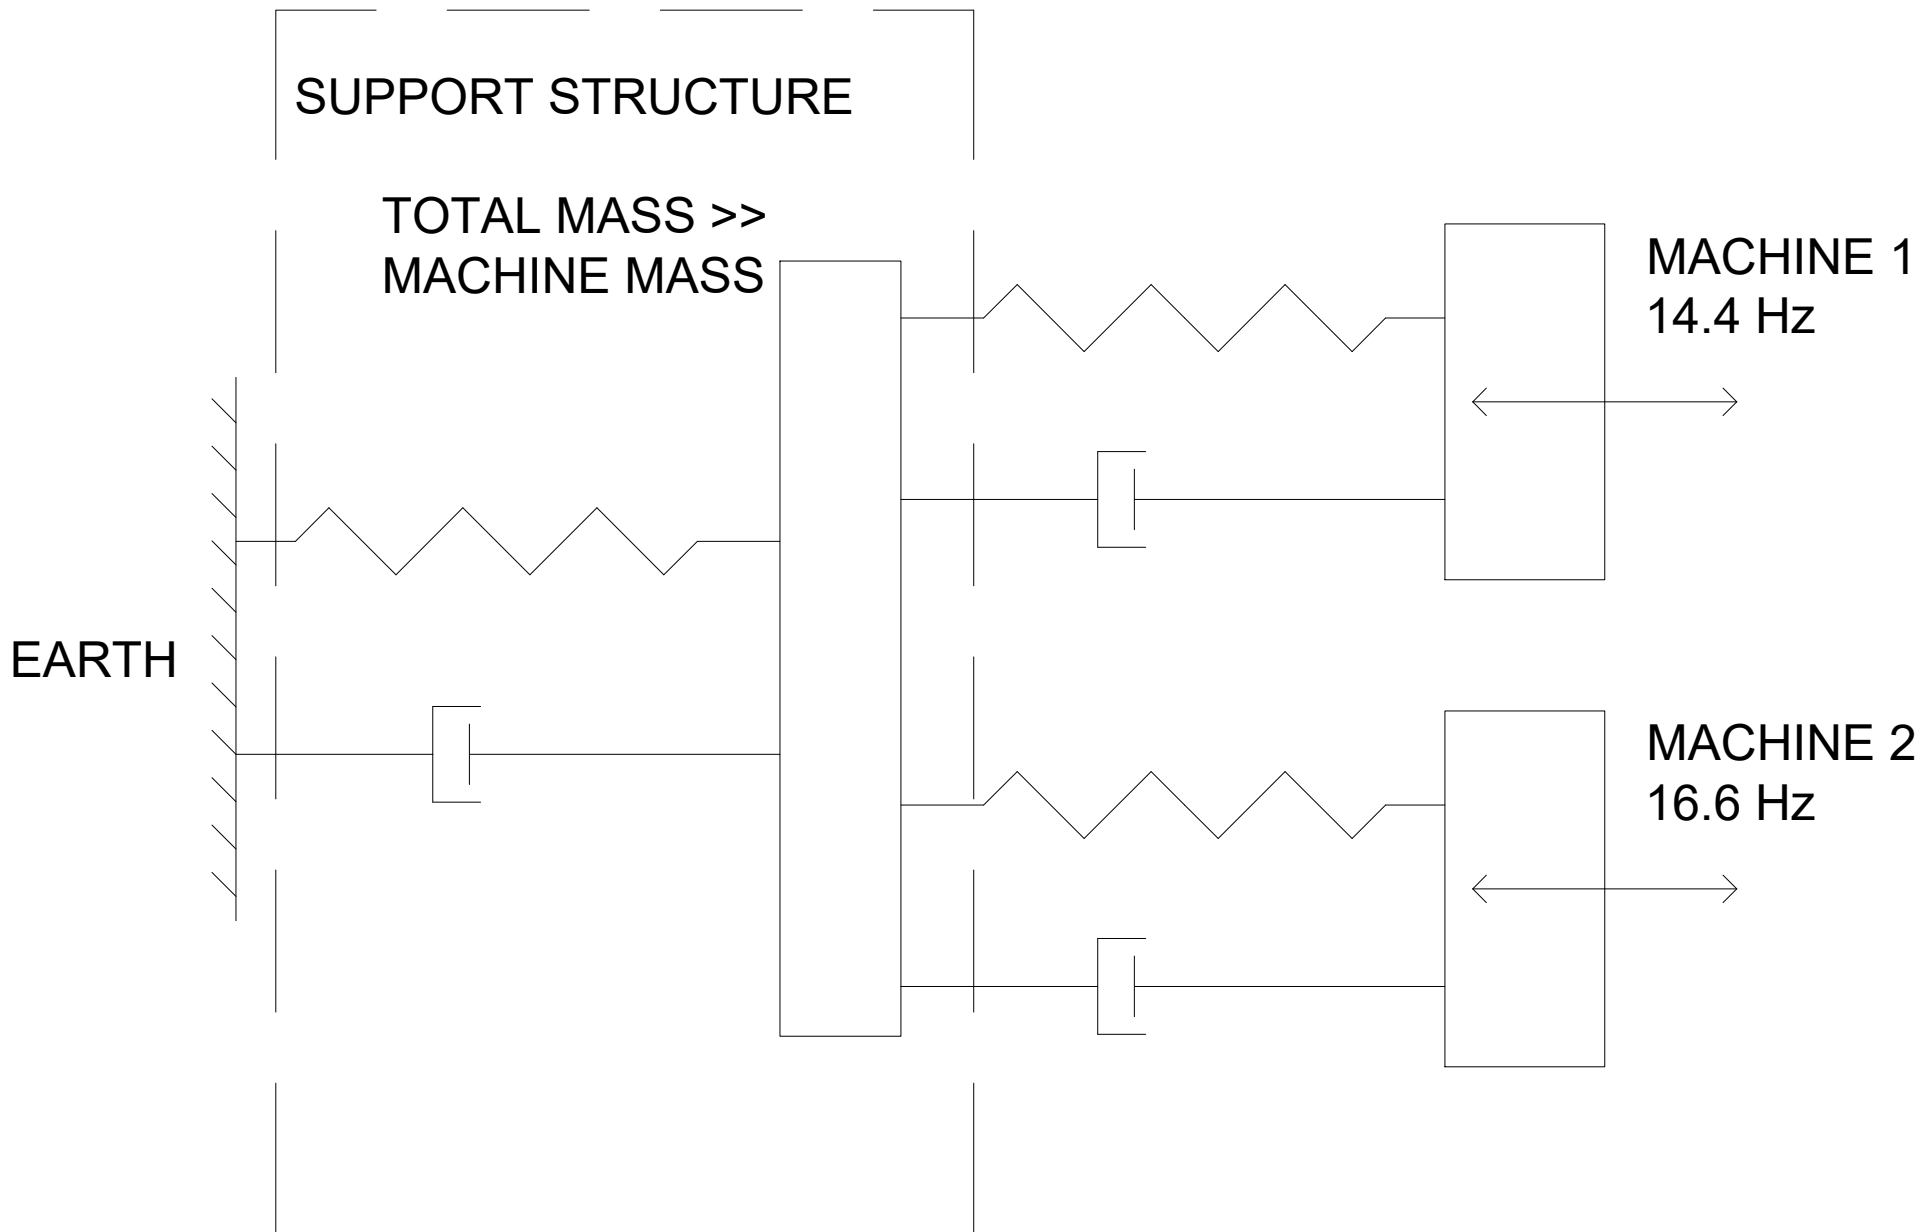 SUPPORT STRUCTURE
TOTAL MASS >>
MACHINE MASS
MACHINE 1
14.4 Hz
EARTH
MACHINE 2
16.6 Hz